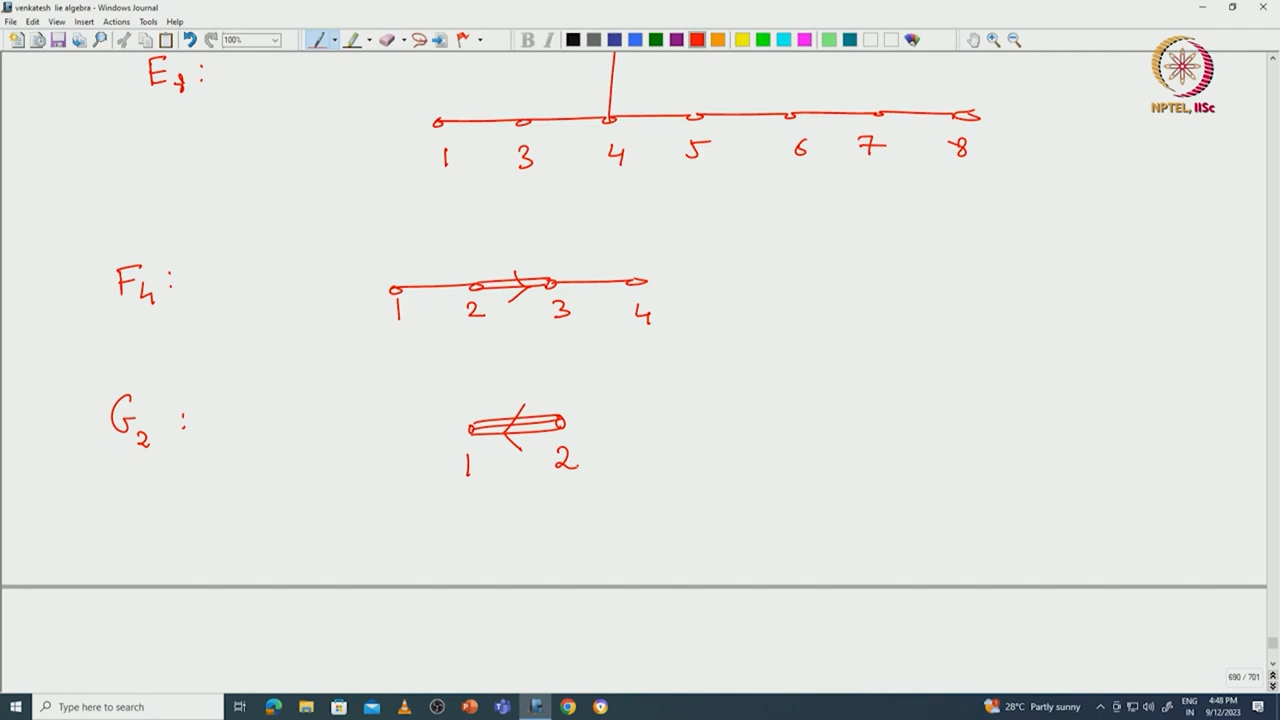 venkatesh lie algebra - Windows Journal
File Edit View Insert Actions Tools Help
100%
B I
NPTEL, IISc
E8:
1 3 4 5 6 7 8
F4:
1 2 3 4
G2:
1 2
690 / 701
Type here to search
28°C Partly sunny
ENG
IN
4:48 PM
9/12/2023